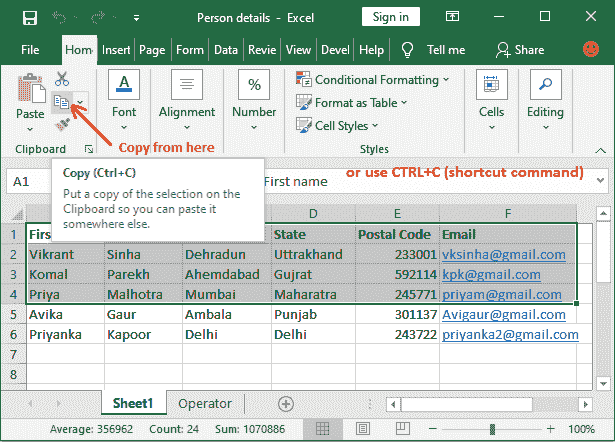 Person details - Excel
Sign in
File Home Insert Page Form Data Revie View Devel Help Tell me Share
Paste
Font
Alignment
Number
Conditional Formatting
Format as Table
Cell Styles
Cells
Editing
Clipboard
Styles
Copy from here
or use CTRL+C (shortcut command)
Copy (Ctrl+C)
Put a copy of the selection on the
Clipboard so you can paste it
somewhere else.
A1
First name
D E F
1 First State Postal Code Email
2 Vikrant Sinha Dehradun Uttrakhand 233001 vksinha@gmail.com
3 Komal Parekh Ahemdabad Gujrat 592114 kpk@gmail.com
4 Priya Malhotra Mumbai Maharatra 245771 priyam@gmail.com
5 Avika Gaur Ambala Punjab 301137 Avigaur@gmail.com
6 Priyanka Kapoor Delhi Delhi 243722 priyanka2@gmail.com
7
8
Sheet1 Operator
Average: 356962 Count: 24 Sum: 1070886 100%